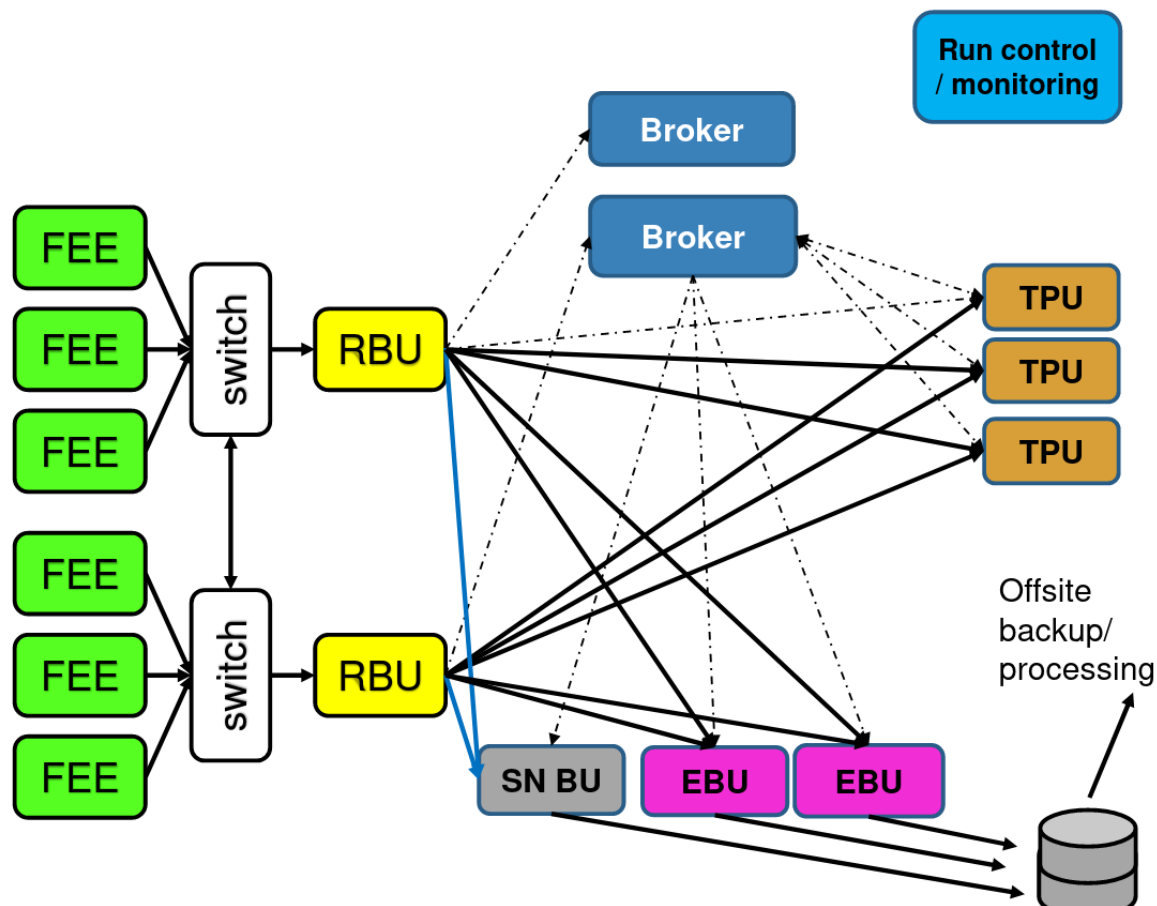 Run control
/ monitoring
Broker
Broker
FEE
FEE
FEE
switch
RBU
TPU
TPU
TPU
FEE
FEE
FEE
switch
RBU
Offsite
backup/
processing
SN BU
EBU
EBU